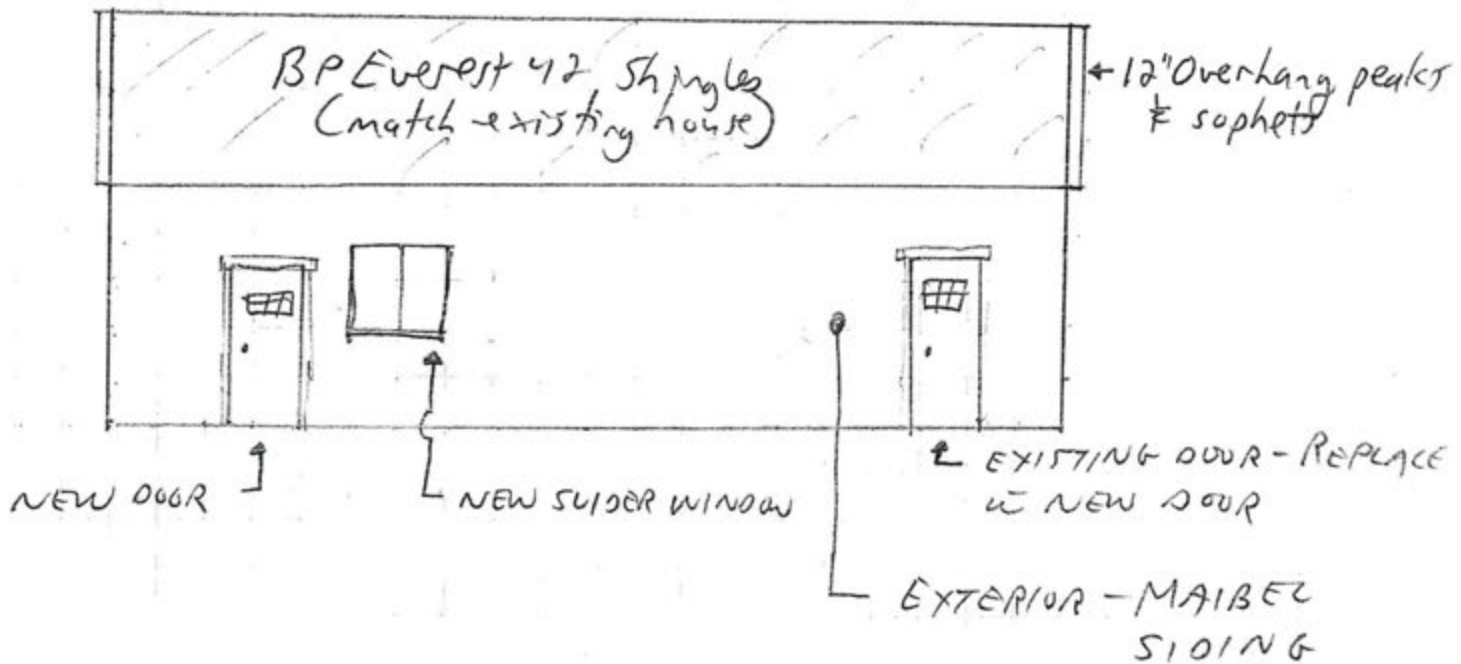 BP Everest 42 Shingles
(match existing house)
12" Overhang peaks
& sophets
NEW DOOR
NEW SLIDER WINDOW
EXISTING DOOR - REPLACE
w NEW DOOR
EXTERIOR - MAIBEC
SIDING